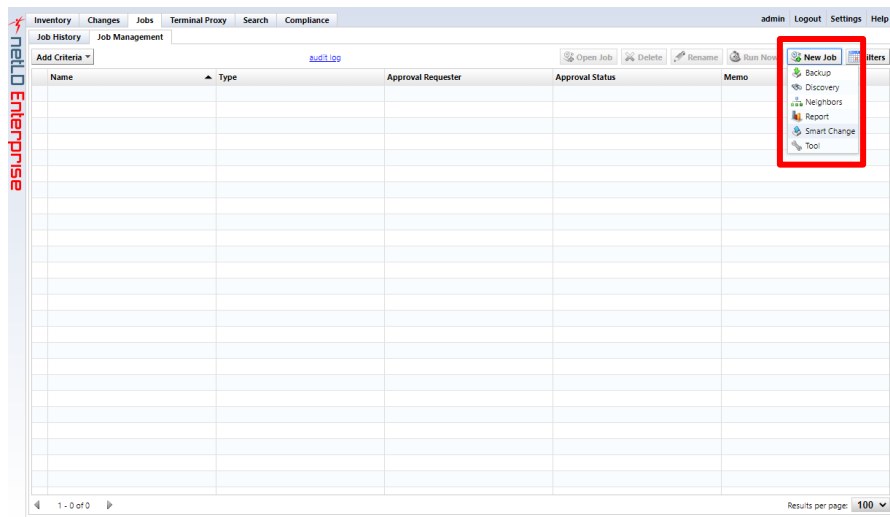 Inventory Changes Jobs Terminal Proxy Search Compliance admin Logout Settings Help
Job History Job Management
Add Criteria audit log Open Job Delete Rename Run Now New Job ilters
Name Type Approval Requester Approval Status Memo
Backup
Discovery
Neighbors
Report
Smart Change
Tool
netLD Enterprise
1 - 0 of 0 Results per page: 100